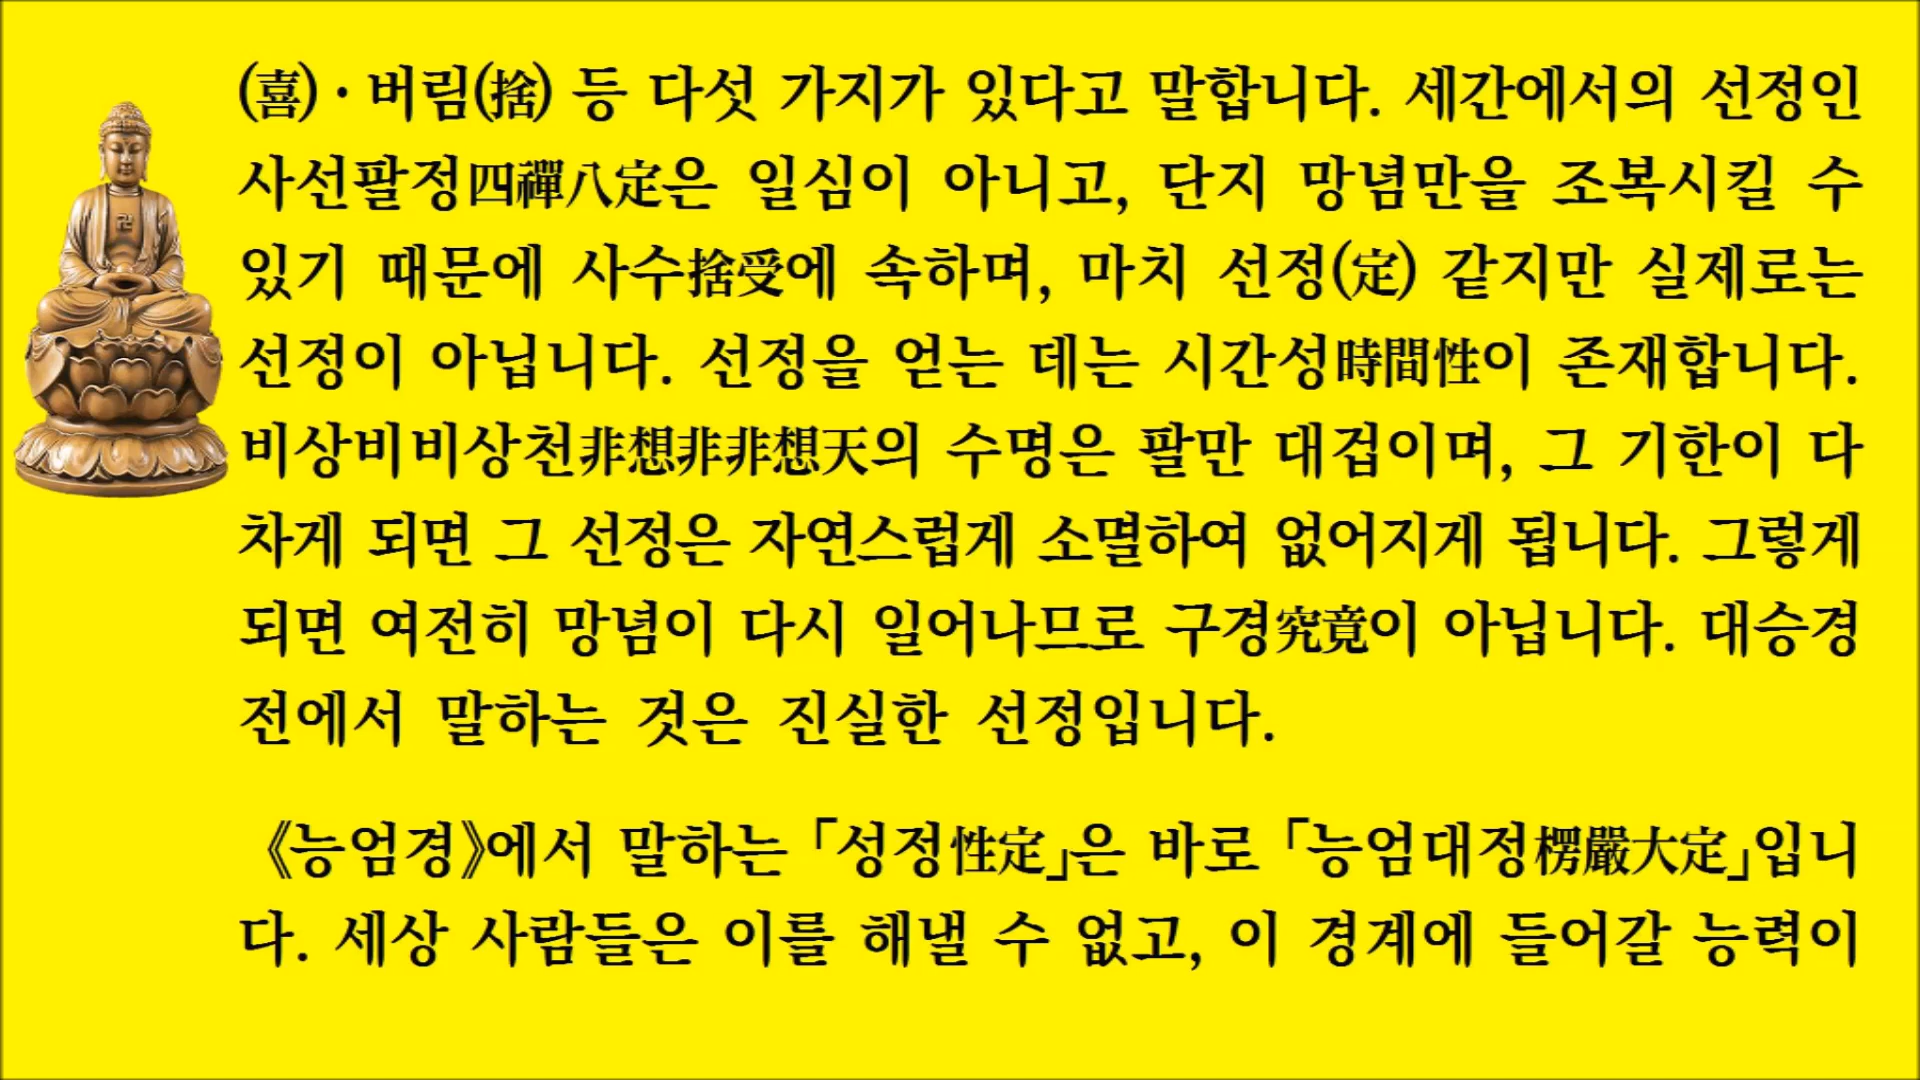 (喜)·버림(捨) 등 다섯 가지가 있다고 말합니다. 세간에서의 선정인
사선팔정四禪八定은 일심이 아니고, 단지 망념만을 조복시킬 수
있기 때문에 사수捨受에 속하며, 마치 선정(定) 같지만 실제로는
선정이 아닙니다. 선정을 얻는 데는 시간성時間性이 존재합니다.
비상비비상천非想非非想天의 수명은 팔만 대겁이며, 그 기한이 다
차게 되면 그 선정은 자연스럽게 소멸하여 없어지게 됩니다. 그렇게
되면 여전히 망념이 다시 일어나므로 구경究竟이 아닙니다. 대승경
전에서 말하는 것은 진실한 선정입니다.
《능엄경》에서 말하는 「성정性定」은 바로 「능엄대정楞嚴大定」입니
다. 세상 사람들은 이를 해낼 수 없고, 이 경계에 들어갈 능력이